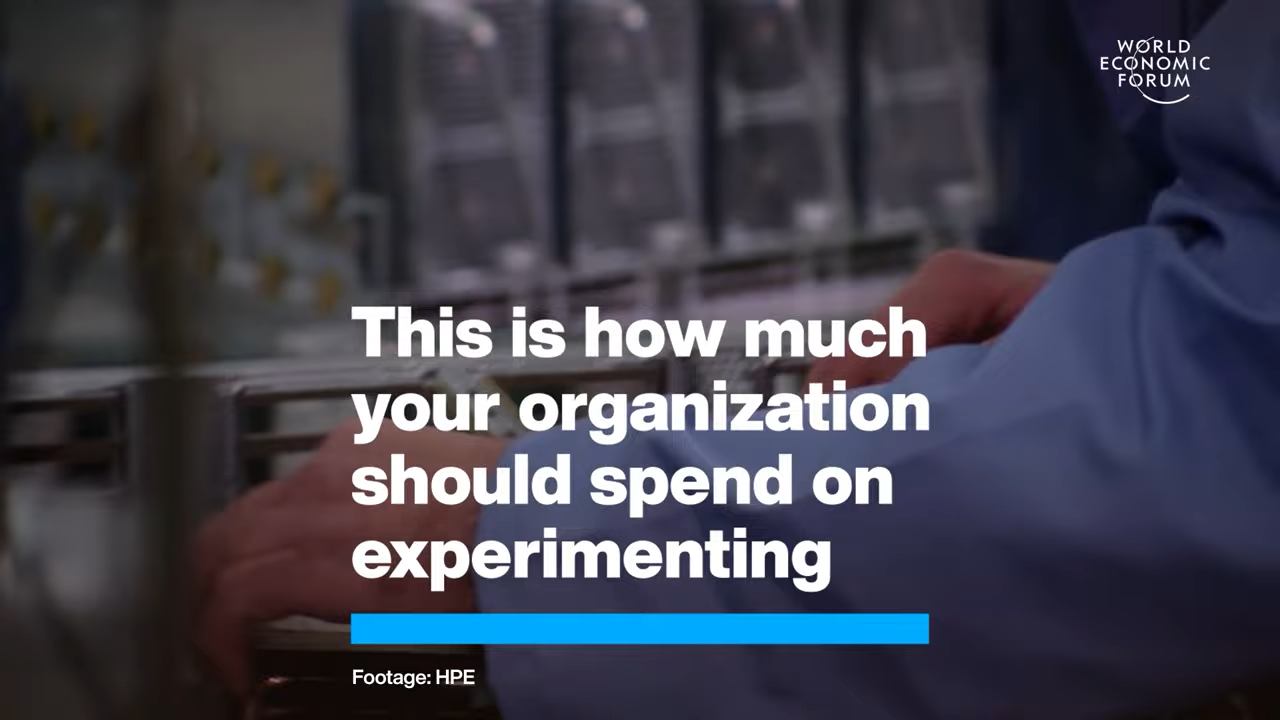 WORLD
ECONOMIC
FORUM
This is how much
your organization
should spend on
experimenting
Footage: HPE